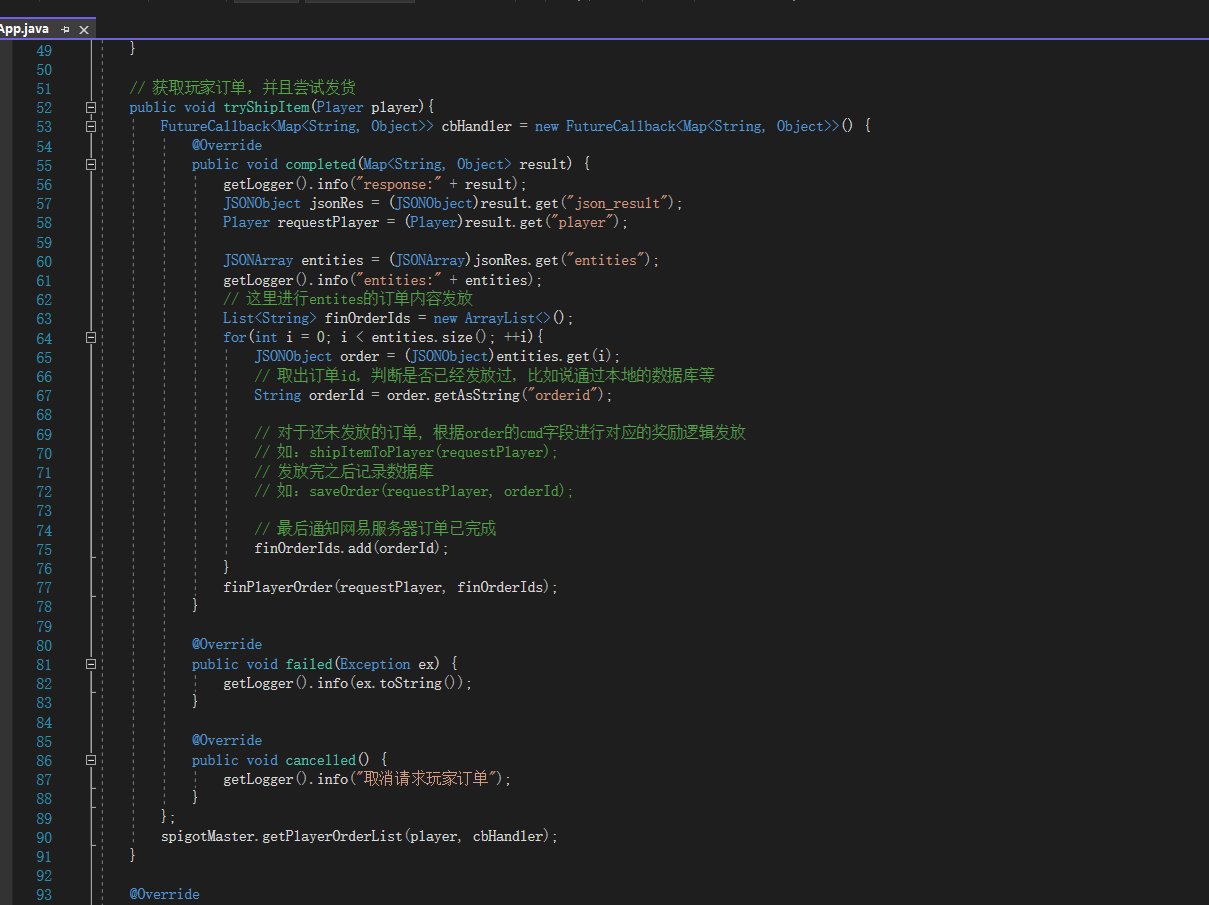 App.java
49 }
50
51 // 获取玩家订单，并且尝试发货
52 public void tryShipItem(Player player){
53 FutureCallback<Map<String, Object>> cbHandler = new FutureCallback<Map<String, Object>>() {
54 @Override
55 public void completed(Map<String, Object> result) {
56 getLogger().info("response:" + result);
57 JSONObject jsonRes = (JSONObject)result.get("json_result");
58 Player requestPlayer = (Player)result.get("player");
59
60 JSONArray entities = (JSONArray)jsonRes.get("entities");
61 getLogger().info("entities:" + entities);
62 // 这里进行entites的订单内容发放
63 List<String> finOrderIds = new ArrayList<>();
64 for(int i = 0; i < entities.size(); ++i){
65 JSONObject order = (JSONObject)entities.get(i);
66 // 取出订单id，判断是否已经发放过，比如说通过本地的数据库等
67 String orderId = order.getAsString("orderid");
68
69 // 对于还未发放的订单，根据order的cmd字段进行对应的奖励逻辑发放
70 // 如：shipItemToPlayer(requestPlayer);
71 // 发放完之后记录数据库
72 // 如：saveOrder(requestPlayer, orderId);
73
74 // 最后通知网易服务器订单已完成
75 finOrderIds.add(orderId);
76 }
77 finPlayerOrder(requestPlayer, finOrderIds);
78 }
79
80 @Override
81 public void failed(Exception ex) {
82 getLogger().info(ex.toString());
83 }
84
85 @Override
86 public void cancelled() {
87 getLogger().info("取消请求玩家订单");
88 }
89 };
90 spigotMaster.getPlayerOrderList(player, cbHandler);
91 }
92
93 @Override